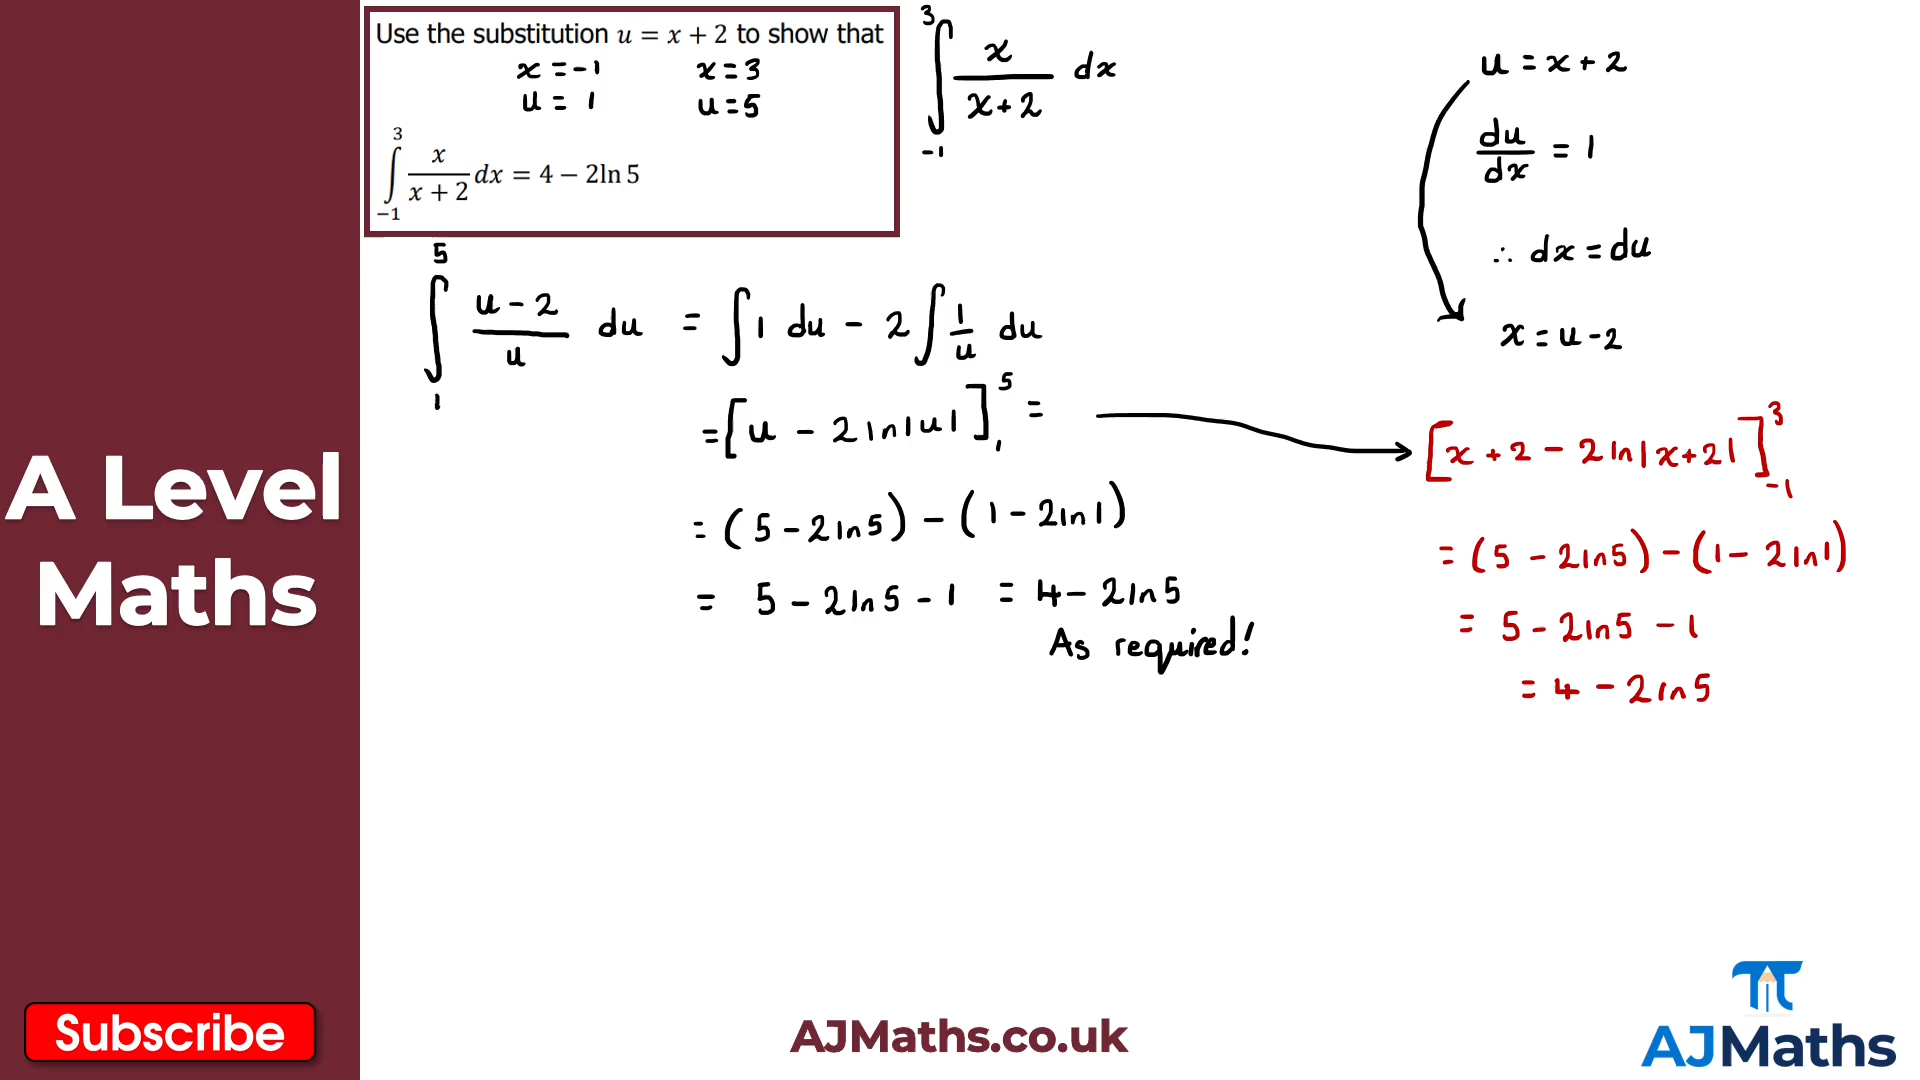 A Level
Maths
Subscribe
Use the substitution u = x + 2 to show that
x = -1    x = 3
u = 1    u = 5
∫_{-1}^{3} x/(x + 2) dx = 4 − 2ln 5
∫_{-1}^{3} x/(x+2) dx
u = x + 2
du/dx = 1
∴ dx = du
x = u - 2
∫_{1}^{5} (u - 2)/u du = ∫ 1 du - 2 ∫ 1/u du
= [u - 2ln|u|]_{1}^{5} =
= (5 - 2ln5) - (1 - 2ln1)
= 5 - 2ln5 - 1 = 4 - 2ln5
As required!
[x + 2 - 2ln|x+2|]_{-1}^{3}
= (5 - 2ln5) - (1 - 2ln1)
= 5 - 2ln5 - 1
= 4 - 2ln5
AJMaths.co.uk
AJMaths